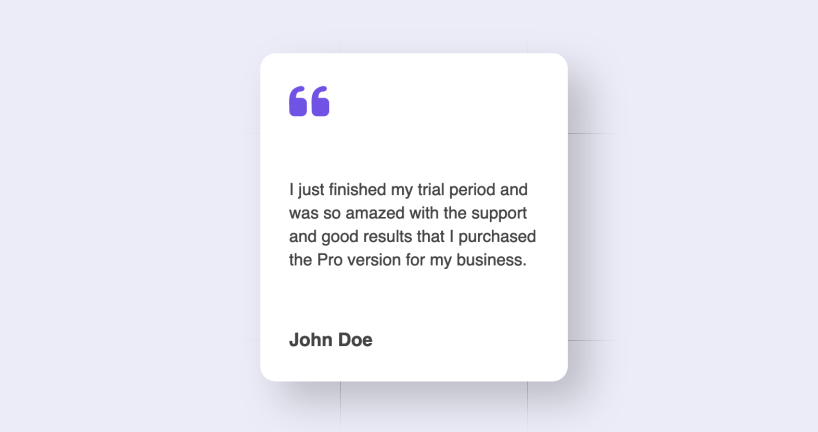 I just finished my trial period and
was so amazed with the support
and good results that I purchased
the Pro version for my business.
John Doe